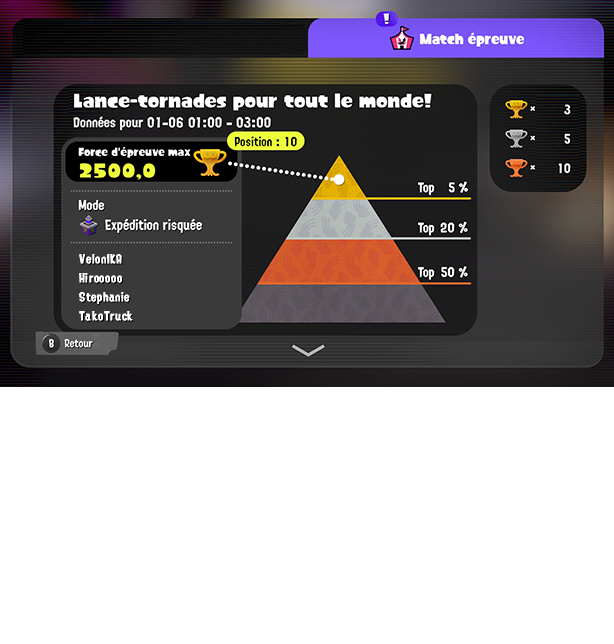 !
Match épreuve
Lance-tornades pour tout le monde!
Données pour 01-06 01:00 - 03:00
Position : 10
Force d'épreuve max
2500,0
Mode
Expédition risquée
VelonIKA
Hirooooo
Stephanie
TakoTruck
Top 5 %
Top 20 %
Top 50 %
× 3
× 5
× 10
B Retour